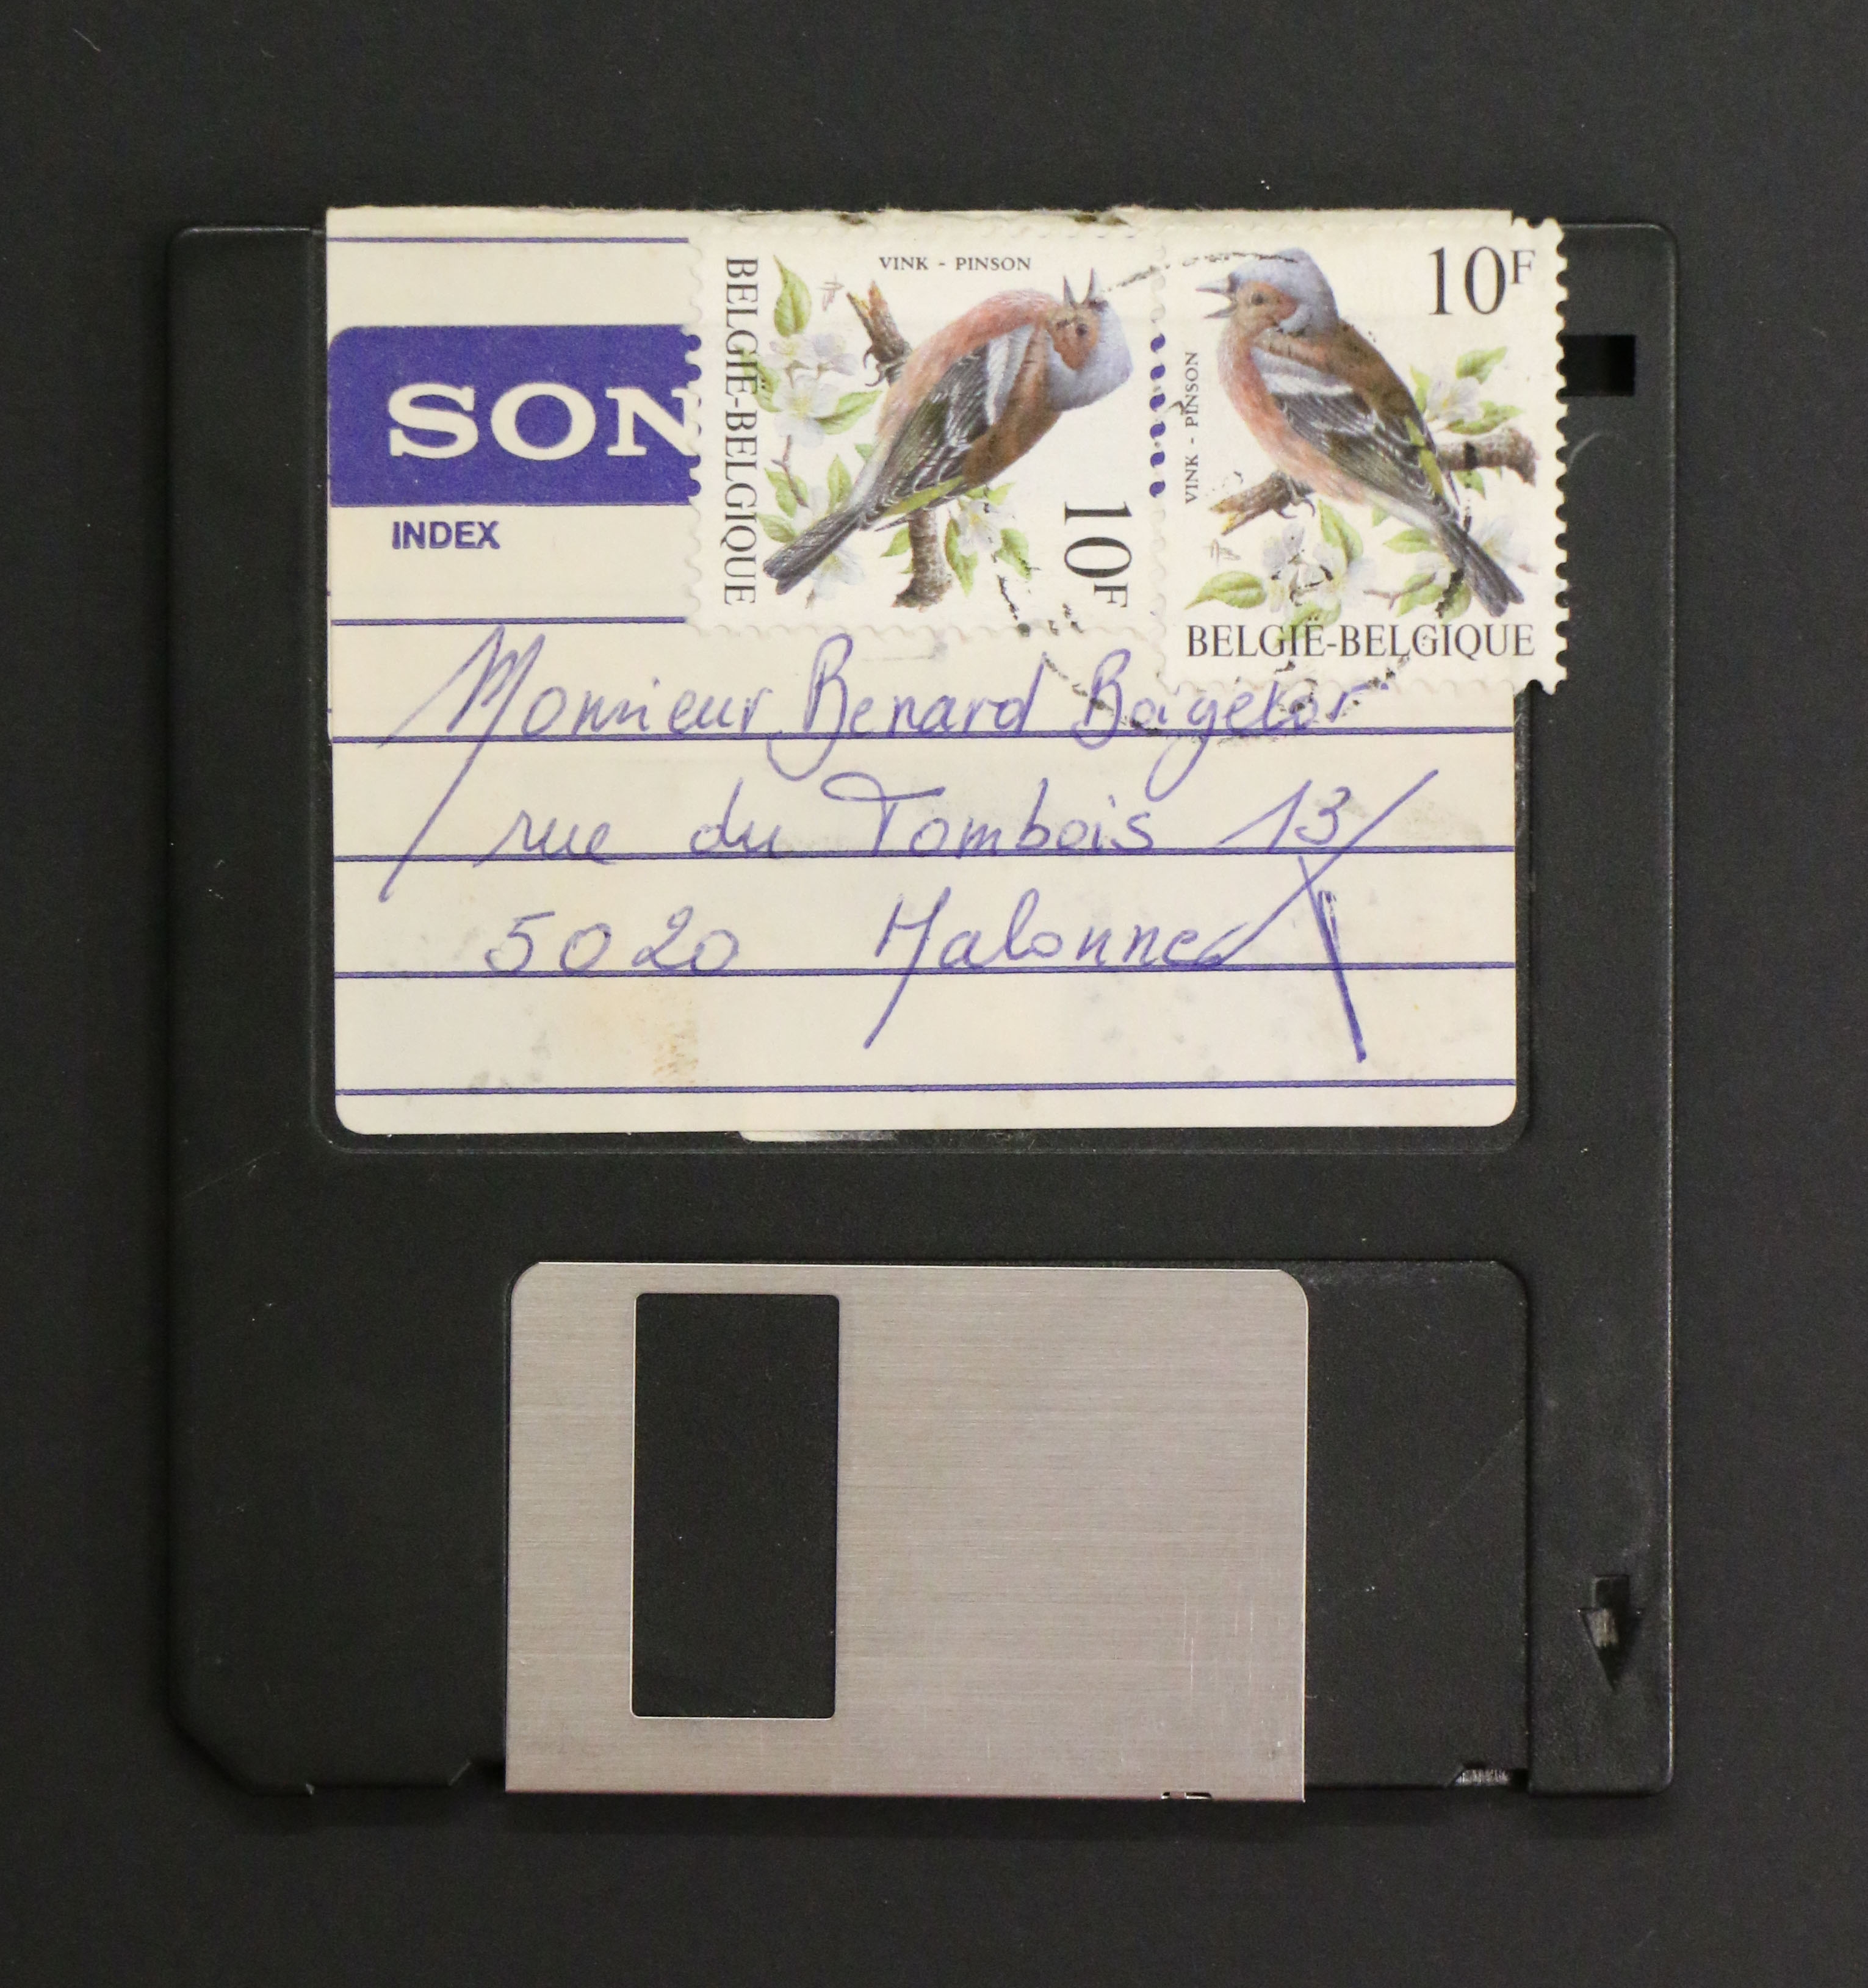 VINK - PINSON
BELGIË-BELGIQUE
10F
10F
VINK - PINSON
BELGIË-BELGIQUE
SON
INDEX
Monsieur Benard
rue du Tombois 13
5020 Malonne